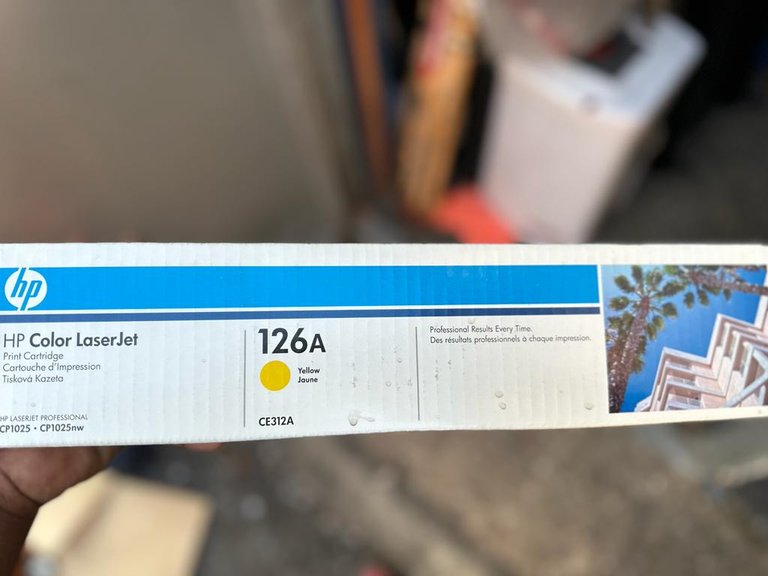 hp
HP Color LaserJet
Print Cartridge
Cartouche d'Impression
Tisková Kazeta
HP LASERJET PROFESSIONAL
CP1025 • CP1025nw
126A
Yellow
Jaune
CE312A
Professional Results Every Time.
Des résultats professionnels à chaque impression.